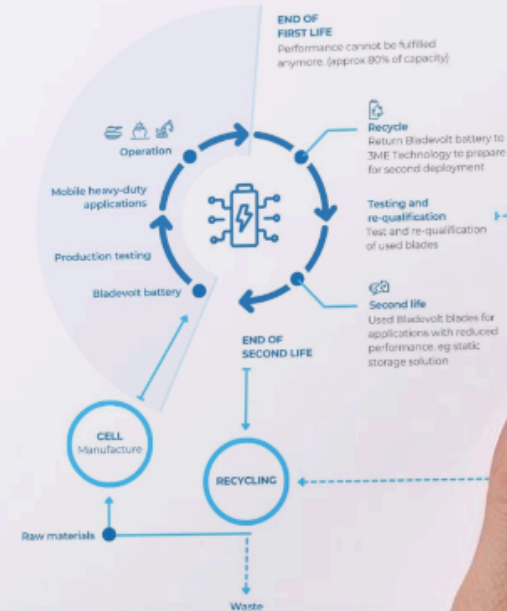 END OF
FIRST LIFE
Performance cannot be fulfilled
anymore, (approx 80% of capacity)
Recycle
Return Bladevolt battery to
3ME Technology to prepare
for second deployment
Testing and
re-qualification
Test and re-qualification
of used blades
Second life
Used Bladevolt blades for
applications with reduced
performance, eg static
storage solution
END OF
SECOND LIFE
Operation
Mobile heavy-duty
applications
Production testing
Bladevolt battery
CELL
Manufacture
RECYCLING
Raw materials
Waste